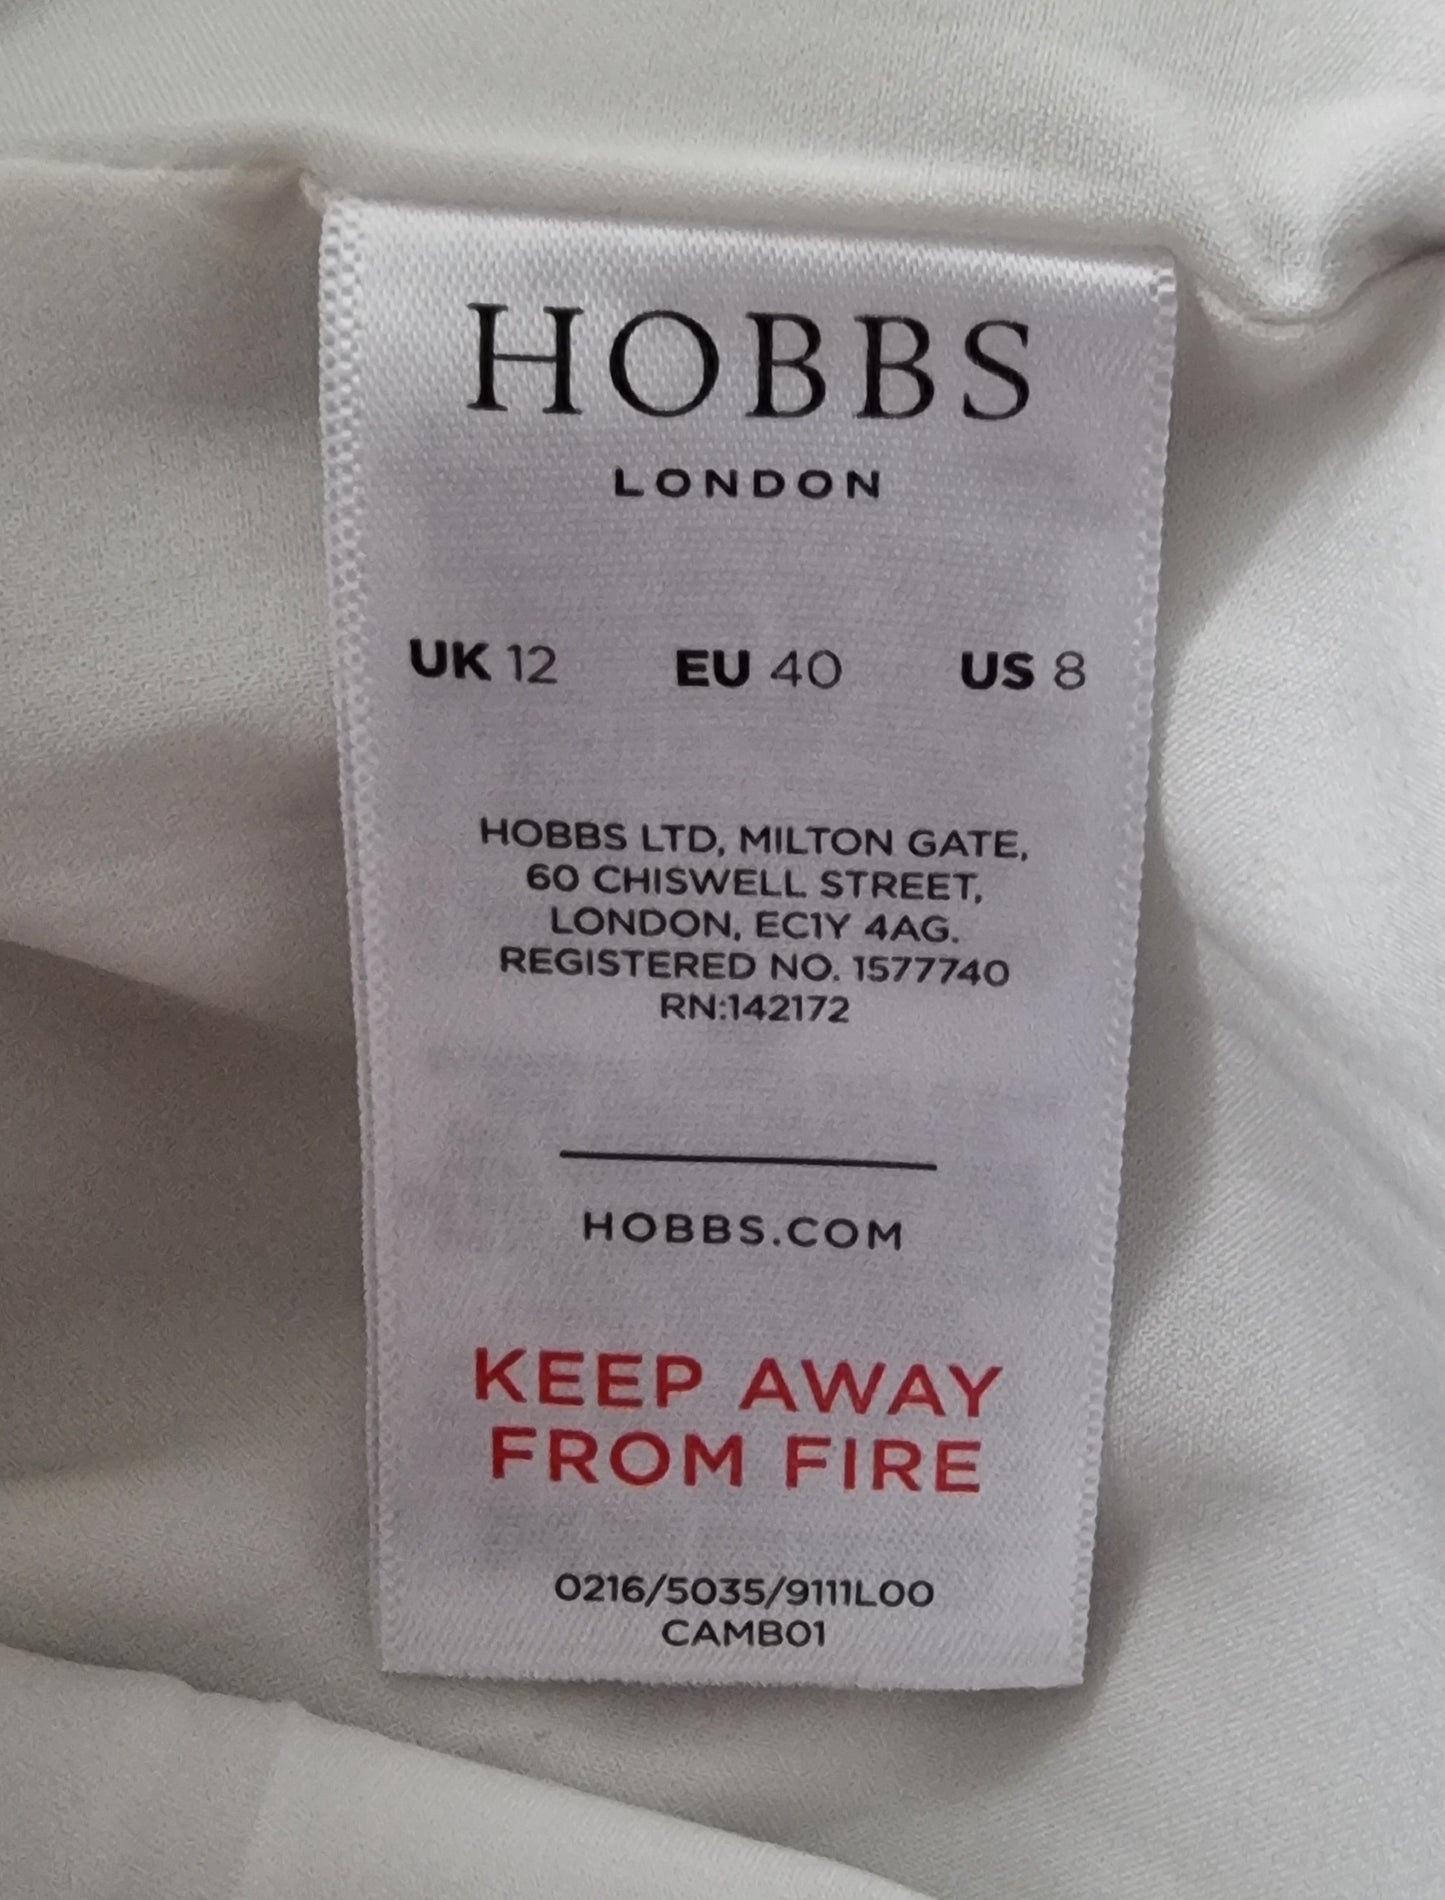 HOBBS
LONDON
UK 12 EU 40 US 8
HOBBS LTD, MILTON GATE,
60 CHISWELL STREET,
LONDON, EC1Y 4AG.
REGISTERED NO. 1577740
RN:142172
HOBBS.COM
KEEP AWAY
FROM FIRE
0216/5035/9111L00
CAMB01